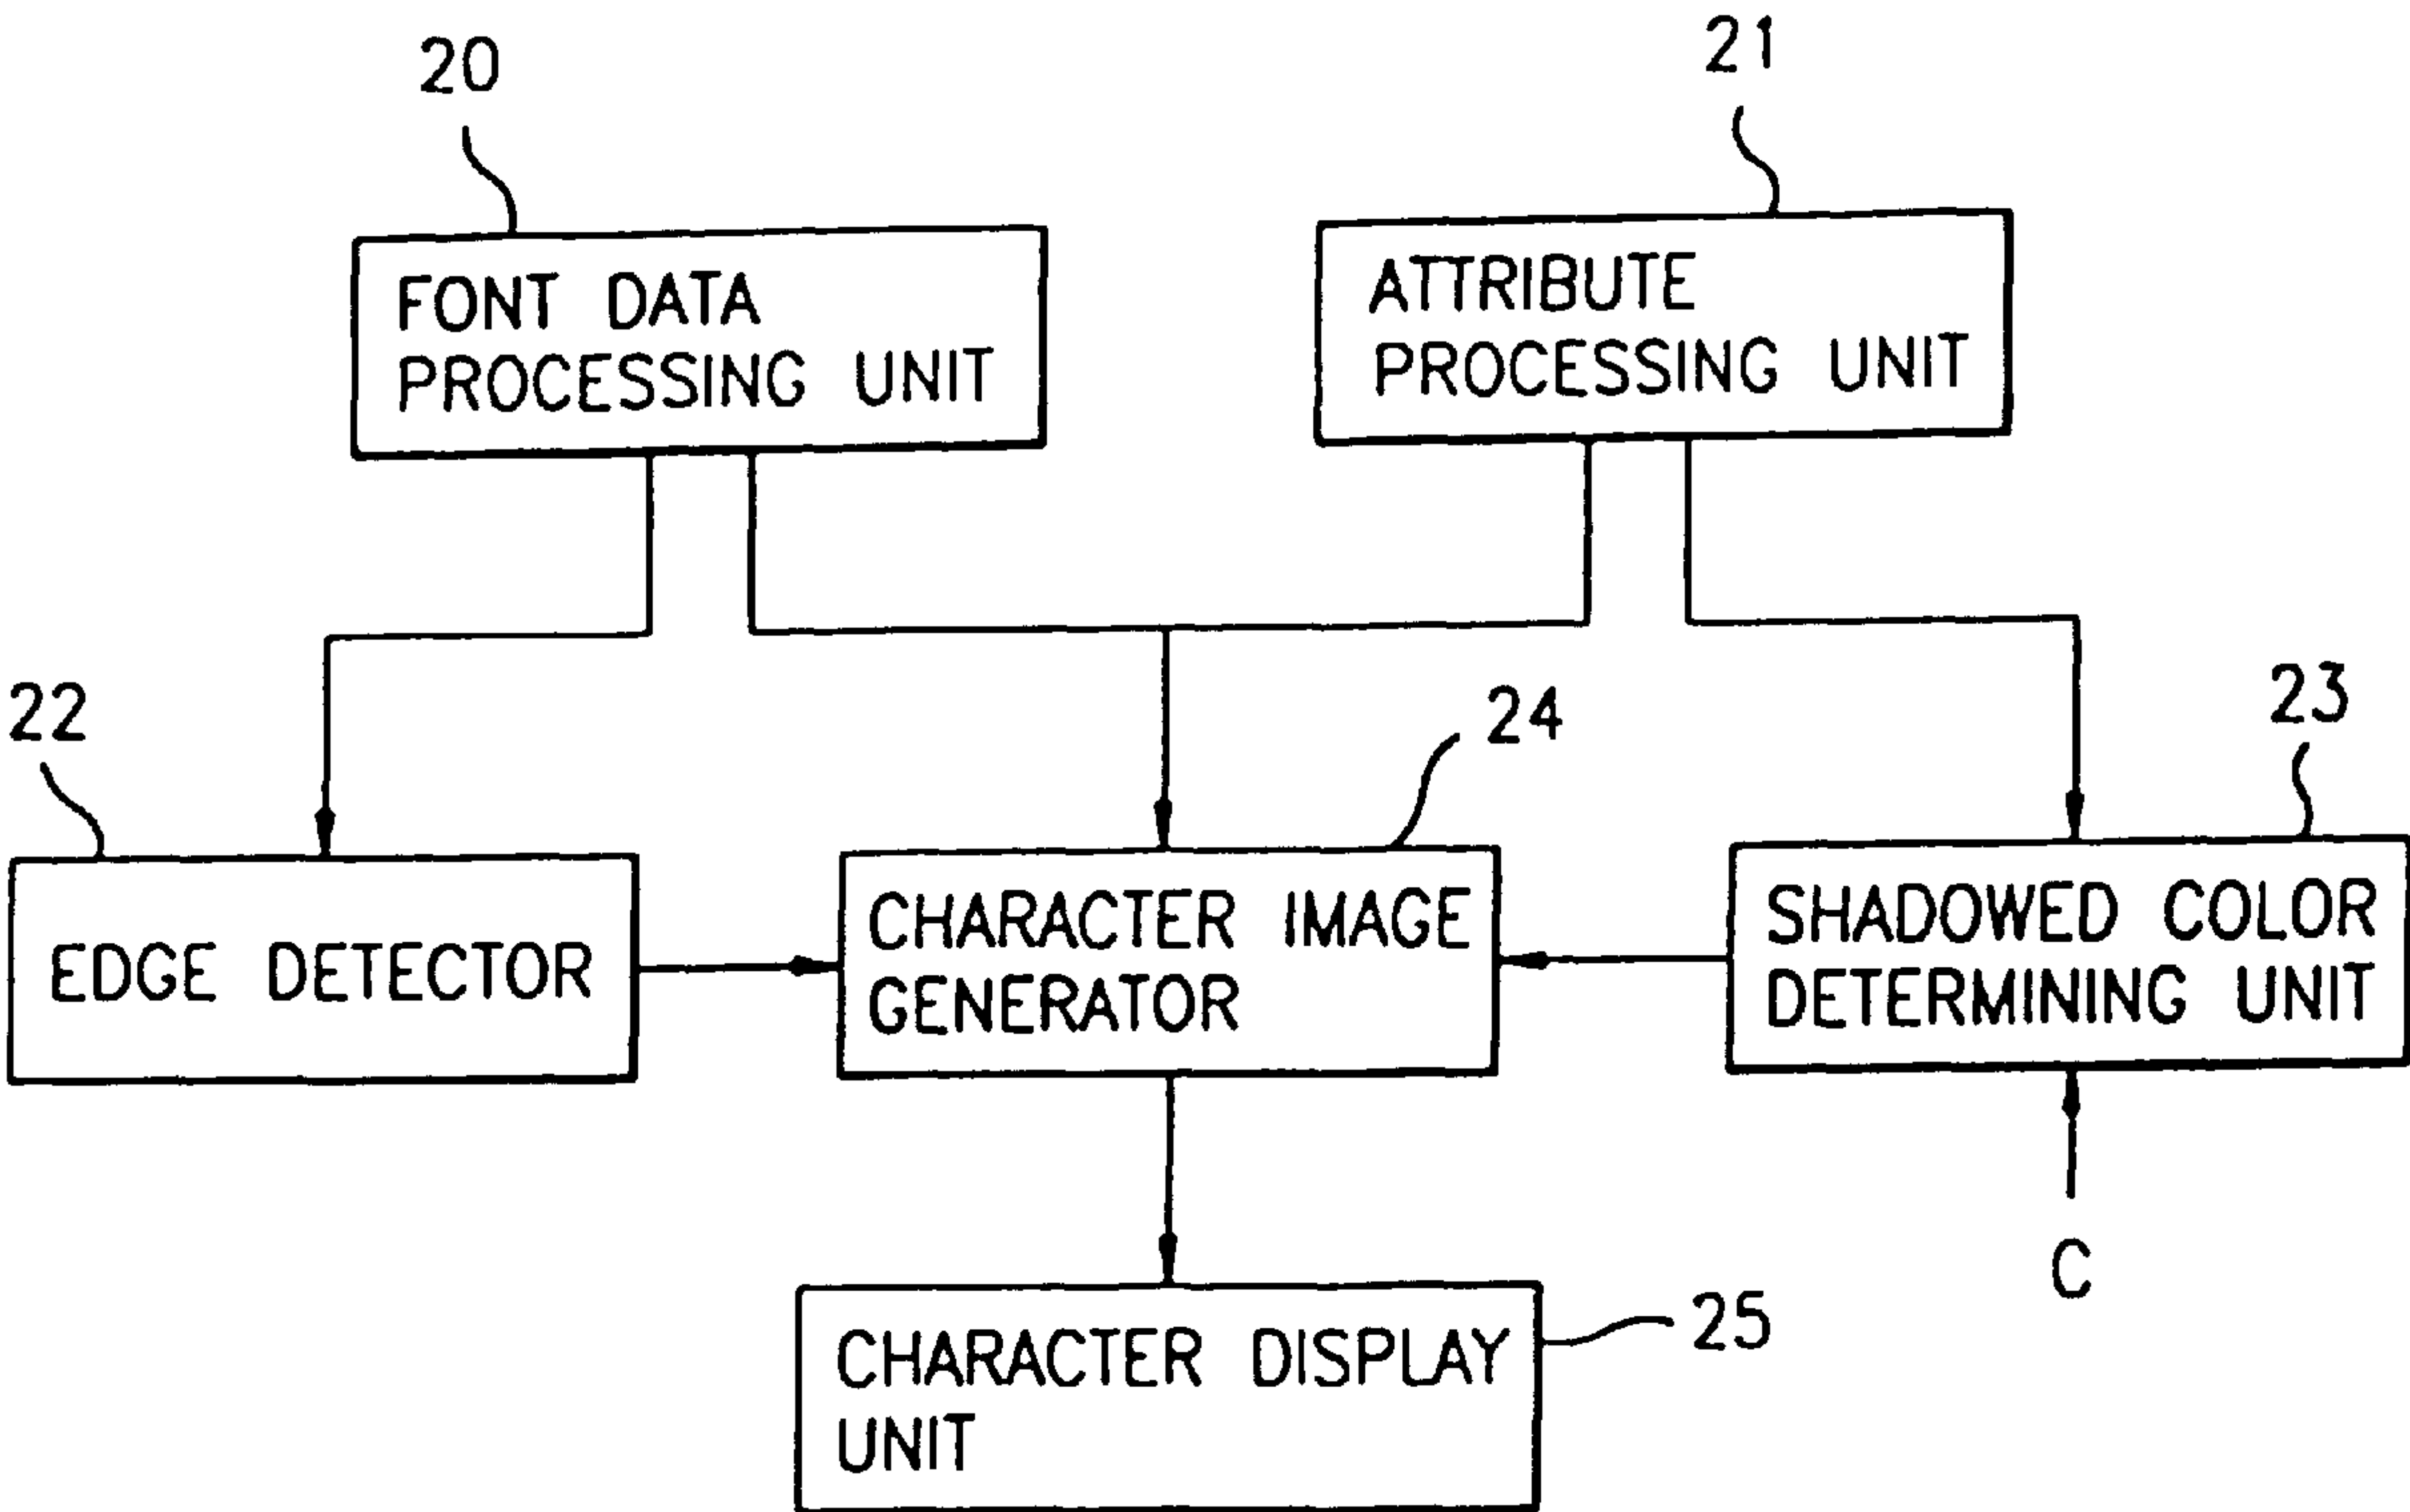 20
21
FONT DATA
PROCESSING UNIT
ATTRIBUTE
PROCESSING UNIT
22
24
23
EDGE DETECTOR
CHARACTER IMAGE
GENERATOR
SHADOWED COLOR
DETERMINING UNIT
C
CHARACTER DISPLAY
UNIT
25